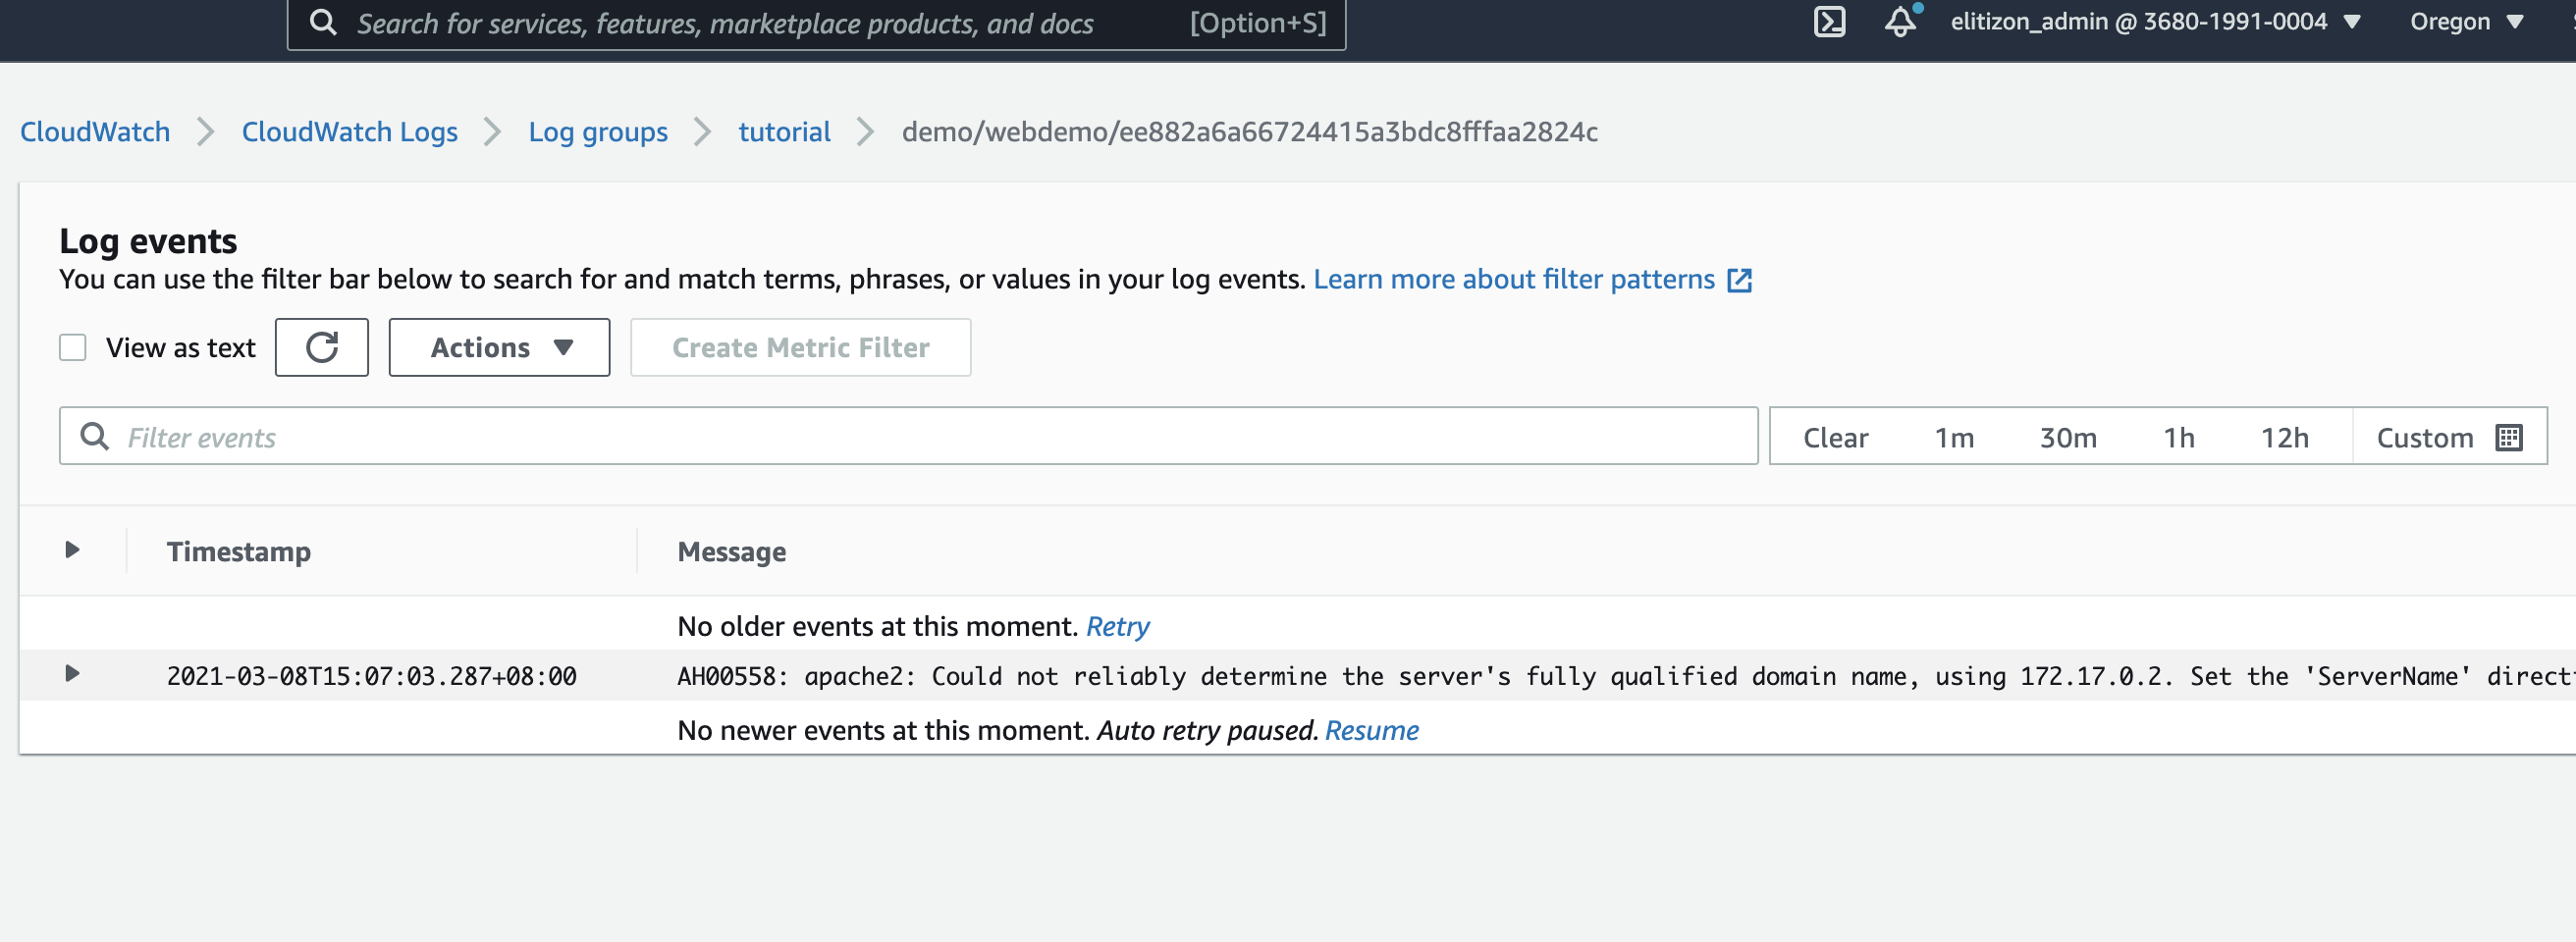 Search for services, features, marketplace products, and docs [Option+S] elitizon_admin @ 3680-1991-0004 Oregon
CloudWatch CloudWatch Logs Log groups tutorial demo/webdemo/ee882a6a66724415a3bdc8fffaa2824c
Log events
You can use the filter bar below to search for and match terms, phrases, or values in your log events. Learn more about filter patterns
View as text Actions Create Metric Filter
Filter events Clear 1m 30m 1h 12h Custom
Timestamp Message
No older events at this moment. Retry
2021-03-08T15:07:03.287+08:00 AH00558: apache2: Could not reliably determine the server's fully qualified domain name, using 172.17.0.2. Set the 'ServerName' direct
No newer events at this moment. Auto retry paused. Resume